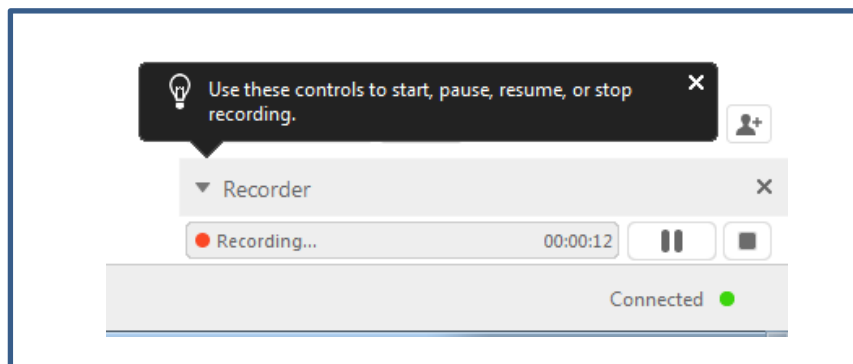 Use these controls to start, pause, resume, or stop
recording.
Recorder
Recording... 00:00:12
Connected